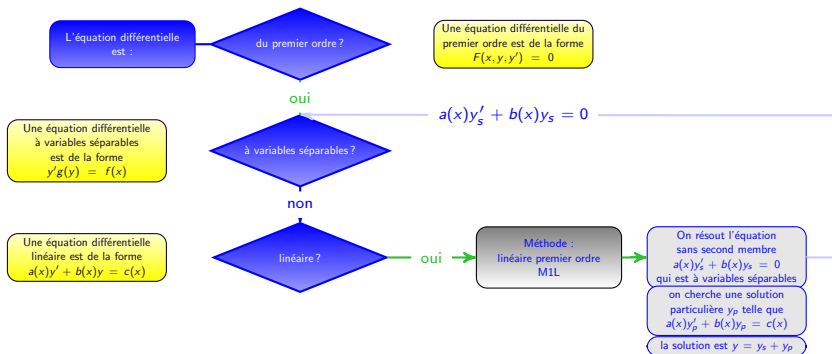 L'équation différentielle
est :
du premier ordre ?
Une équation différentielle du
premier ordre est de la forme
F(x, y, y′) = 0
oui
a(x)y′ₛ + b(x)yₛ = 0
Une équation différentielle
à variables séparables
est de la forme
y′g(y) = f(x)
à variables séparables ?
non
Une équation différentielle
linéaire est de la forme
a(x)y′ + b(x)y = c(x)
linéaire ?
oui
Méthode :
linéaire premier ordre
M1L
On résout l'équation
sans second membre
a(x)y′ₛ + b(x)yₛ = 0
qui est à variables séparables
on cherche une solution
particulière yₚ telle que
a(x)y′ₚ + b(x)yₚ = c(x)
la solution est y = yₛ + yₚ